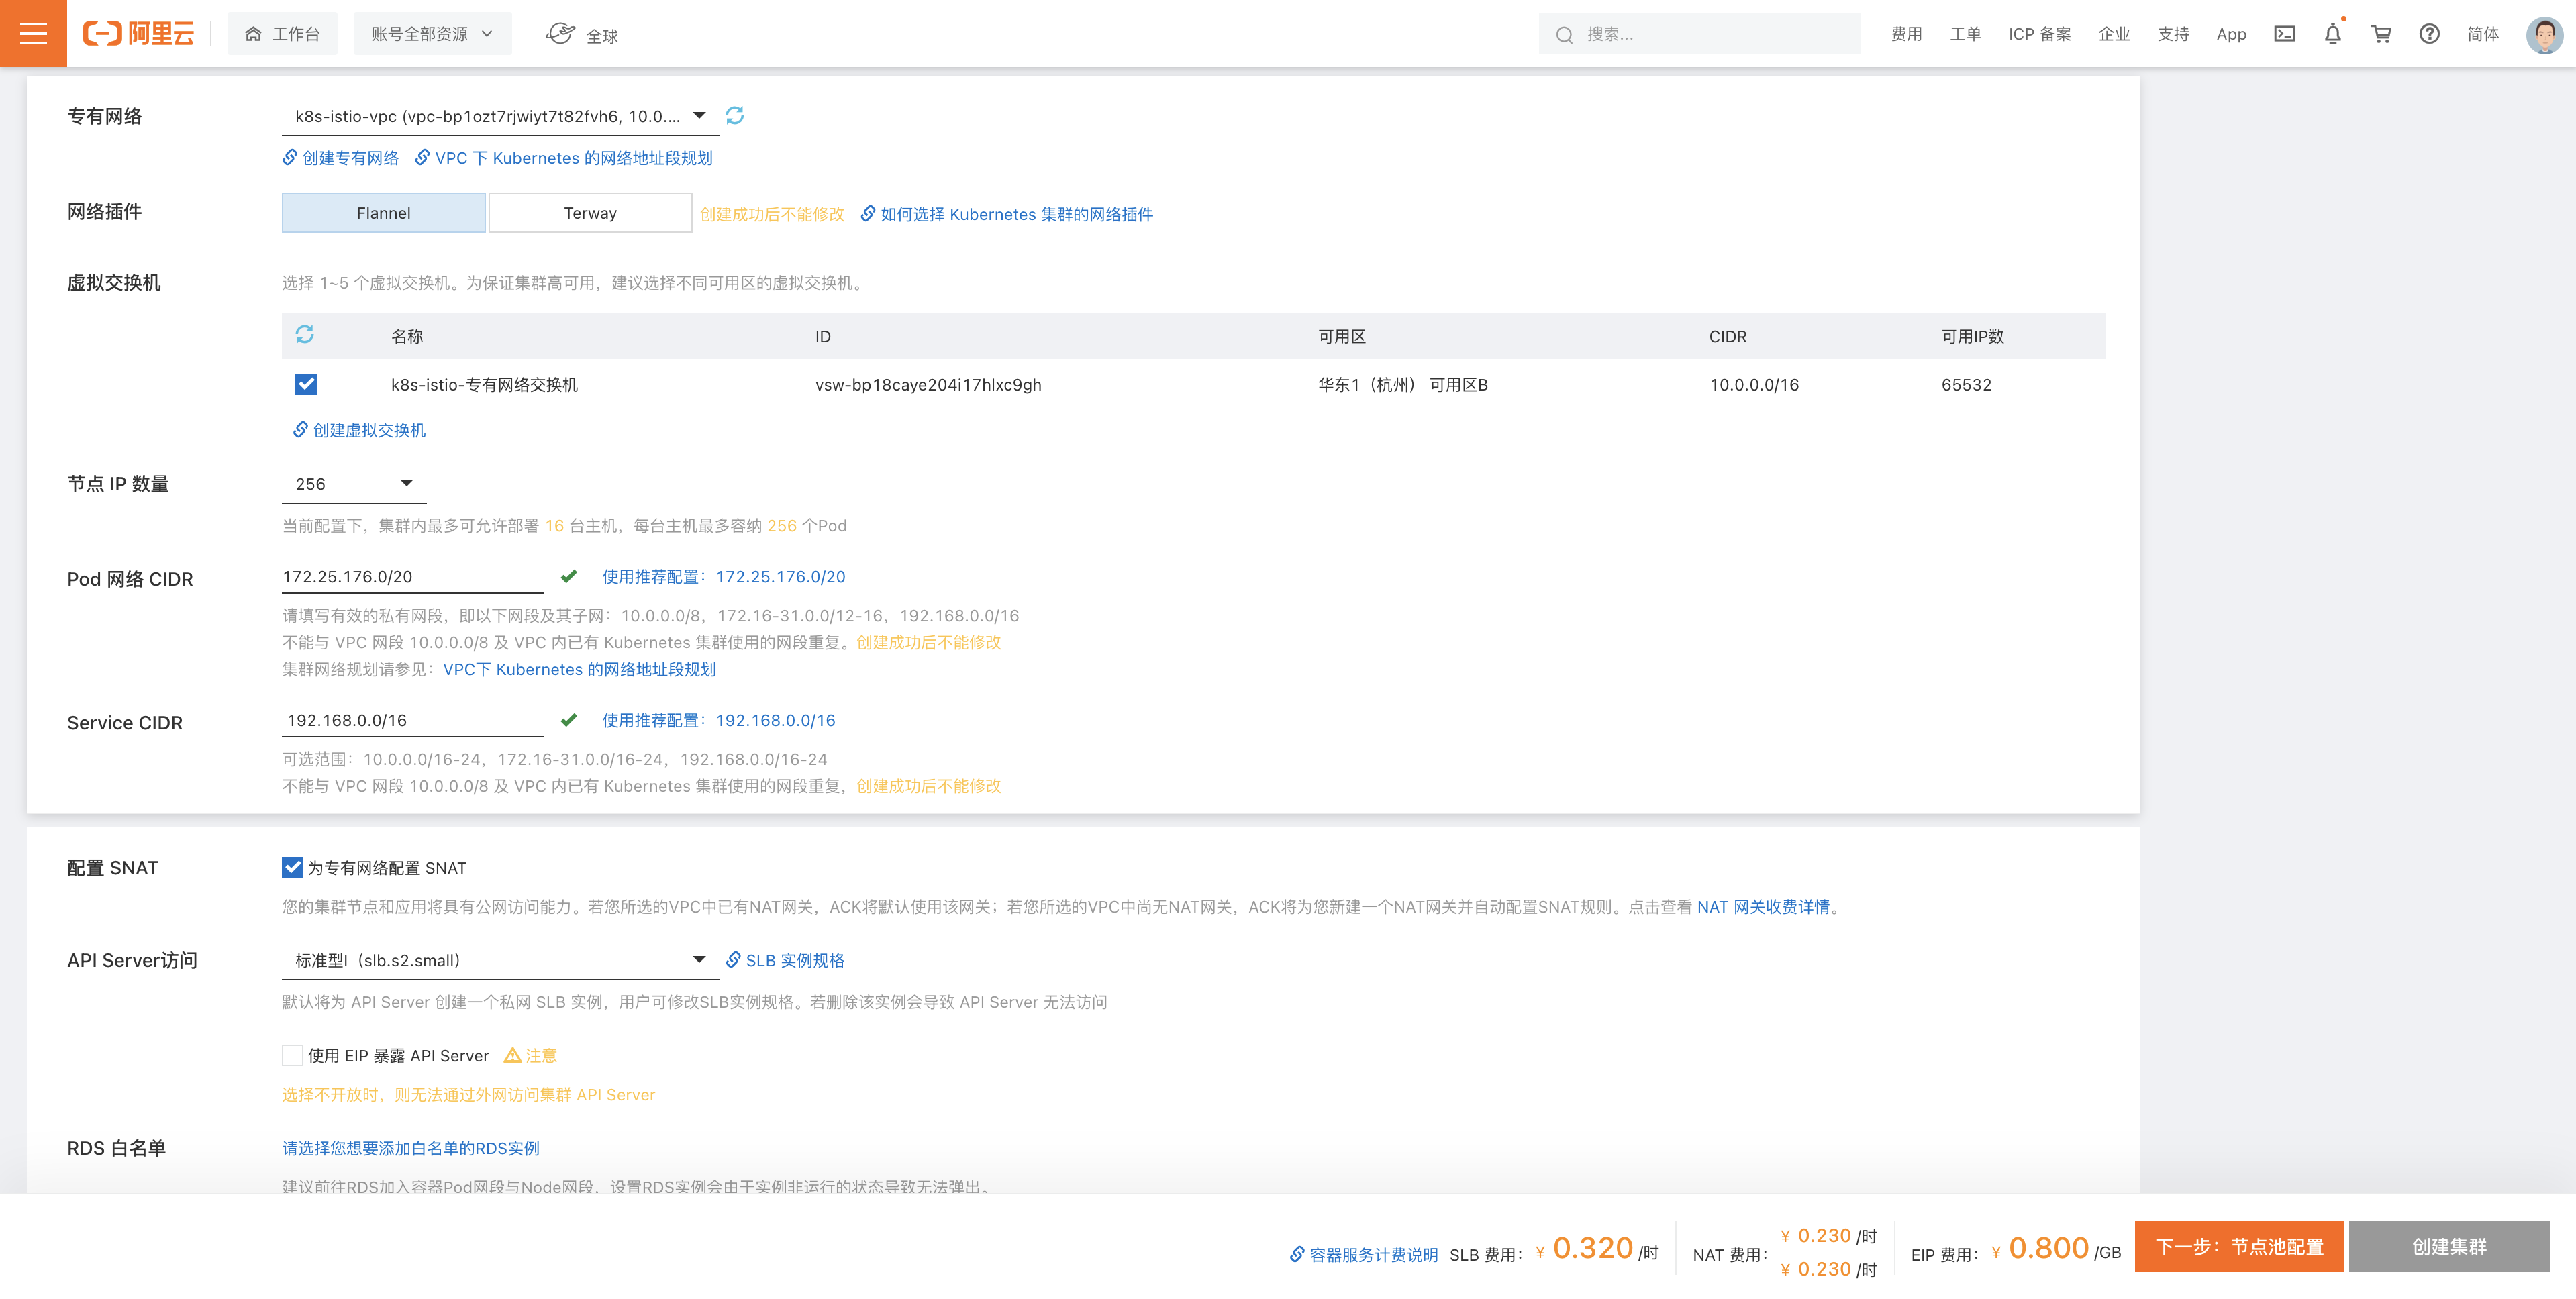 阿里云 工作台 账号全部资源 全球 搜索... 费用 工单 ICP 备案 企业 支持 App 简体
专有网络 k8s-istio-vpc (vpc-bp1ozt7rjwiyt7t82fvh6, 10.0....
创建专有网络 VPC 下 Kubernetes 的网络地址段规划
网络插件 Flannel Terway 创建成功后不能修改 如何选择 Kubernetes 集群的网络插件
虚拟交换机 选择 1~5 个虚拟交换机。为保证集群高可用，建议选择不同可用区的虚拟交换机。
名称 ID 可用区 CIDR 可用IP数
k8s-istio-专有网络交换机 vsw-bp18caye204i17hlxc9gh 华东1（杭州） 可用区B 10.0.0.0/16 65532
创建虚拟交换机
节点 IP 数量 256
当前配置下，集群内最多可允许部署 16 台主机，每台主机最多容纳 256 个Pod
Pod 网络 CIDR 172.25.176.0/20 使用推荐配置：172.25.176.0/20
请填写有效的私有网段，即以下网段及其子网：10.0.0.0/8，172.16-31.0.0/12-16，192.168.0.0/16
不能与 VPC 网段 10.0.0.0/8 及 VPC 内已有 Kubernetes 集群使用的网段重复。创建成功后不能修改
集群网络规划请参见：VPC下 Kubernetes 的网络地址段规划
Service CIDR 192.168.0.0/16 使用推荐配置：192.168.0.0/16
可选范围：10.0.0.0/16-24，172.16-31.0.0/16-24，192.168.0.0/16-24
不能与 VPC 网段 10.0.0.0/8 及 VPC 内已有 Kubernetes 集群使用的网段重复，创建成功后不能修改
配置 SNAT 为专有网络配置 SNAT
您的集群节点和应用将具有公网访问能力。若您所选的VPC中已有NAT网关，ACK将默认使用该网关；若您所选的VPC中尚无NAT网关，ACK将为您新建一个NAT网关并自动配置SNAT规则。点击查看 NAT 网关收费详情。
API Server访问 标准型I（slb.s2.small） SLB 实例规格
默认将为 API Server 创建一个私网 SLB 实例，用户可修改SLB实例规格。若删除该实例会导致 API Server 无法访问
使用 EIP 暴露 API Server 注意
选择不开放时，则无法通过外网访问集群 API Server
RDS 白名单 请选择您想要添加白名单的RDS实例
建议前往RDS加入容器Pod网段与Node网段，设置RDS实例会由于实例非运行的状态导致无法弹出。
容器服务计费说明 SLB 费用： ¥ 0.320 /时 NAT 费用： ¥ 0.230 /时 ¥ 0.230 /时 EIP 费用： ¥ 0.800 /GB 下一步：节点池配置 创建集群